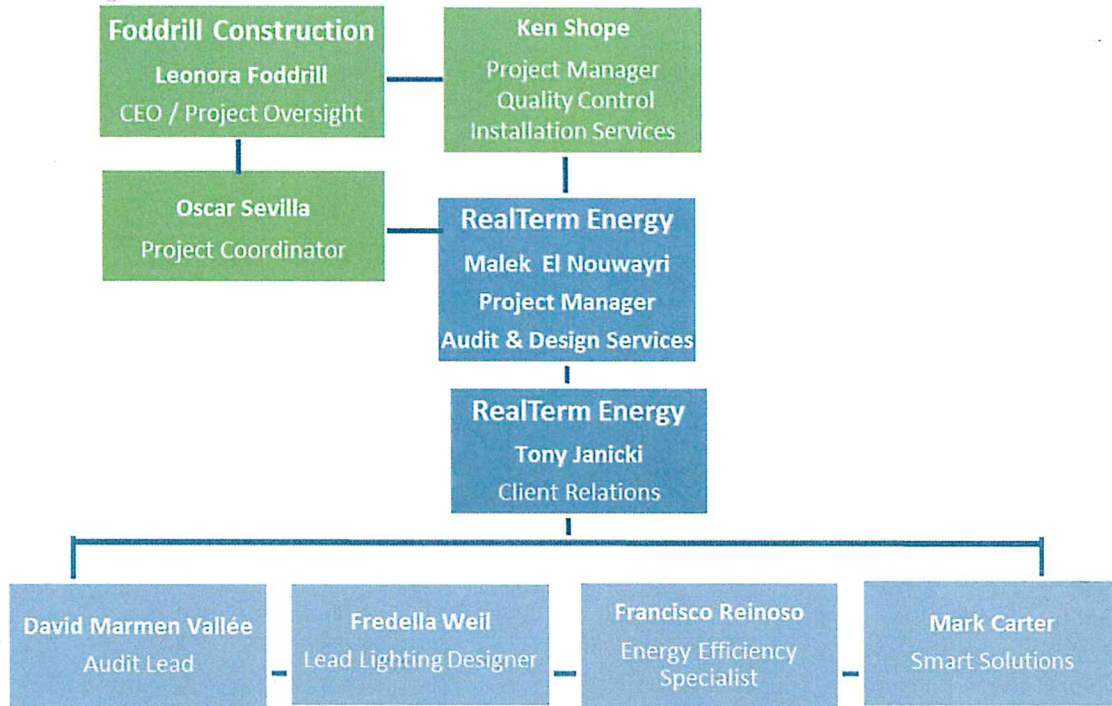 Foddrill Construction
Leonora Foddrill
CEO / Project Oversight
Ken Shope
Project Manager
Quality Control
Installation Services
Oscar Sevilla
Project Coordinator
RealTerm Energy
Malek El Nouwayri
Project Manager
Audit & Design Services
RealTerm Energy
Tony Janicki
Client Relations
David Marmen Vallée
Audit Lead
Fredella Weil
Lead Lighting Designer
Francisco Reinoso
Energy Efficiency
Specialist
Mark Carter
Smart Solutions